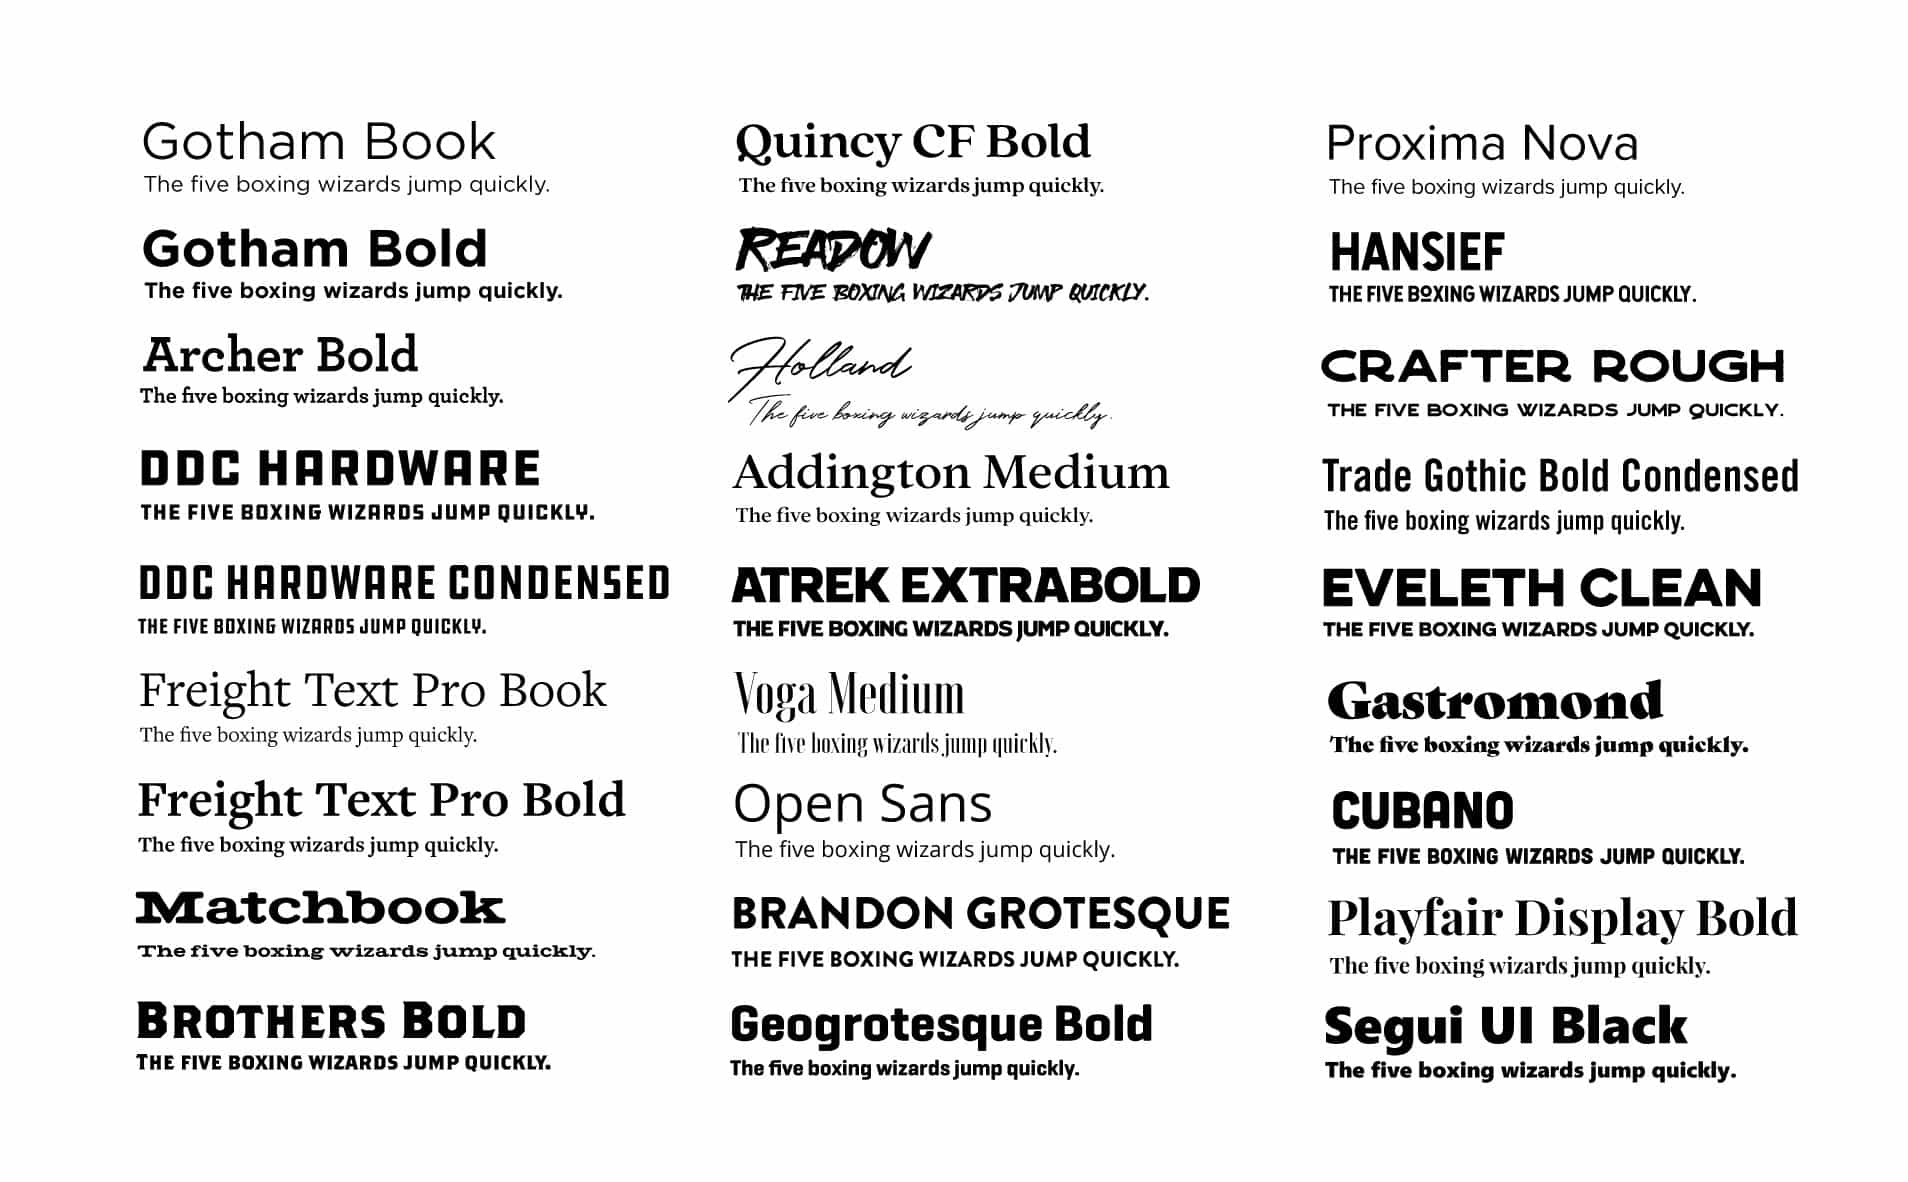 Gotham Book
The five boxing wizards jump quickly.
Gotham Bold
The five boxing wizards jump quickly.
Archer Bold
The five boxing wizards jump quickly.
DDC HARDWARE
THE FIVE BOXING WIZARDS JUMP QUICKLY.
DDC HARDWARE CONDENSED
THE FIVE BOXING WIZARDS JUMP QUICKLY.
Freight Text Pro Book
The five boxing wizards jump quickly.
Freight Text Pro Bold
The five boxing wizards jump quickly.
Matchbook
The five boxing wizards jump quickly.
BROTHERS BOLD
THE FIVE BOXING WIZARDS JUMP QUICKLY.
Quincy CF Bold
The five boxing wizards jump quickly.
READOW
THE FIVE BOXING WIZARDS JUMP QUICKLY.
Holland
The five boxing wizards jump quickly.
Addington Medium
The five boxing wizards jump quickly.
ATREK EXTRABOLD
THE FIVE BOXING WIZARDS JUMP QUICKLY.
Voga Medium
The five boxing wizards jump quickly.
Open Sans
The five boxing wizards jump quickly.
BRANDON GROTESQUE
THE FIVE BOXING WIZARDS JUMP QUICKLY.
Geogrotesque Bold
The five boxing wizards jump quickly.
Proxima Nova
The five boxing wizards jump quickly.
HANSIEF
THE FIVE BOXING WIZARDS JUMP QUICKLY.
CRAFTER ROUGH
THE FIVE BOXING WIZARDS JUMP QUICKLY.
Trade Gothic Bold Condensed
The five boxing wizards jump quickly.
EVELETH CLEAN
THE FIVE BOXING WIZARDS JUMP QUICKLY.
Gastromond
The five boxing wizards jump quickly.
CUBANO
THE FIVE BOXING WIZARDS JUMP QUICKLY.
Playfair Display Bold
The five boxing wizards jump quickly.
Segui UI Black
The five boxing wizards jump quickly.